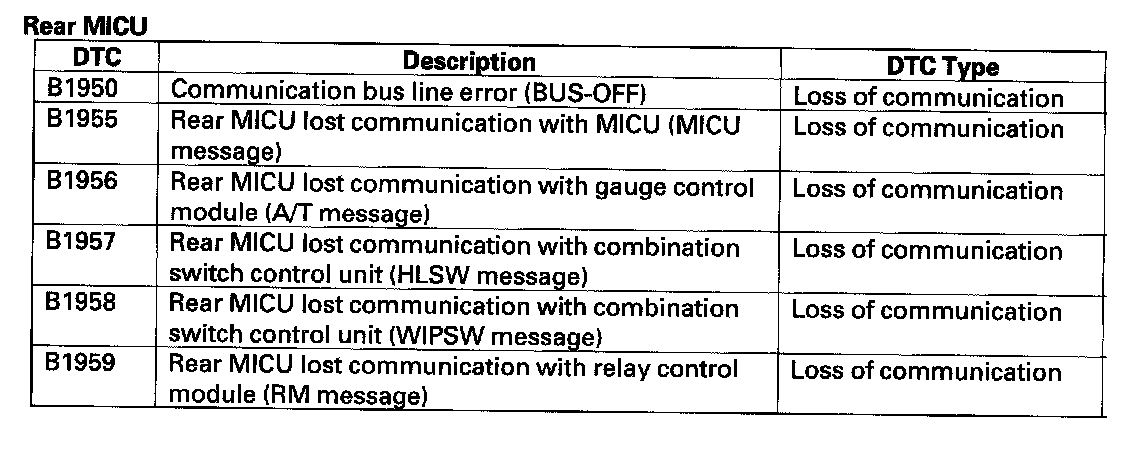 Rear MICU
DTC Description DTC Type
B1950 Communication bus line error (BUS-OFF) Loss of communication
B1955 Rear MICU lost communication with MICU (MICU Loss of communication
message)
B1956 Rear MICU lost communication with gauge control Loss of communication
module (A/T message)
B1957 Rear MICU lost communication with combination Loss of communication
switch control unit (HLSW message)
B1958 Rear MICU lost communication with combination Loss of communication
switch control unit (WIPSW message)
B1959 Rear MICU lost communication with relay control Loss of communication
module (RM message)